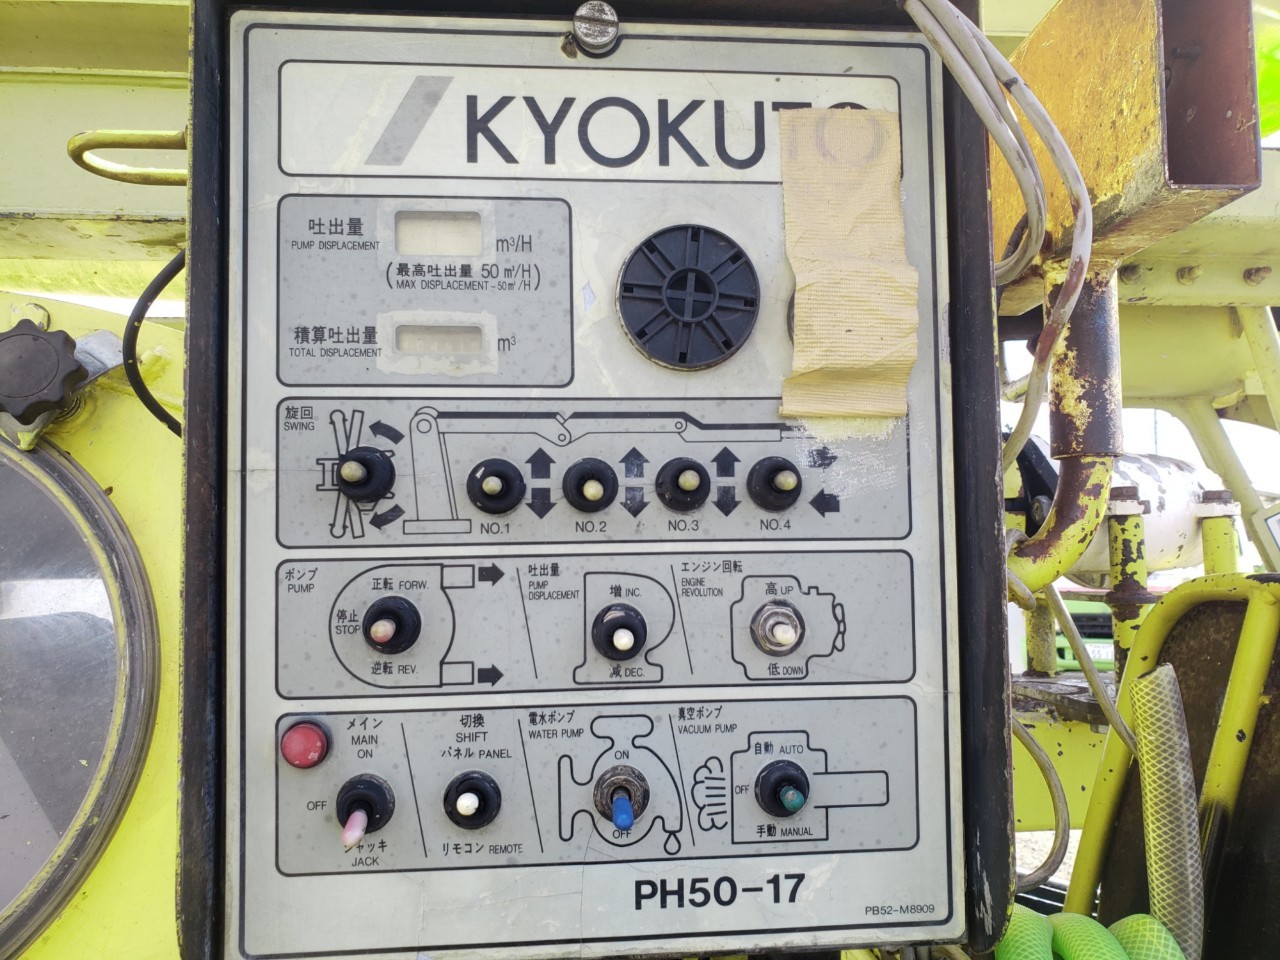 KYOKUTO
吐出量
PUMP DISPLACEMENT
m³/H
(最高吐出量 50 m³/H)
MAX DISPLACEMENT-50m³/H
積算吐出量
TOTAL DISPLACEMENT
m³
旋回
SWING
NO.1 NO.2 NO.3 NO.4
ポンプ
PUMP
正転 FORW.
停止
STOP
逆転 REV.
吐出量
PUMP
DISPLACEMENT
増 INC.
減 DEC.
エンジン回転
ENGINE
REVOLUTION
高 UP
低 DOWN
メイン
MAIN
ON
OFF
ジャッキ
JACK
切換
SHIFT
パネル PANEL
リモコン REMOTE
電水ポンプ
WATER PUMP
ON
OFF
真空ポンプ
VACUUM PUMP
自動 AUTO
OFF
手動 MANUAL
PH50-17
PB52-M8909